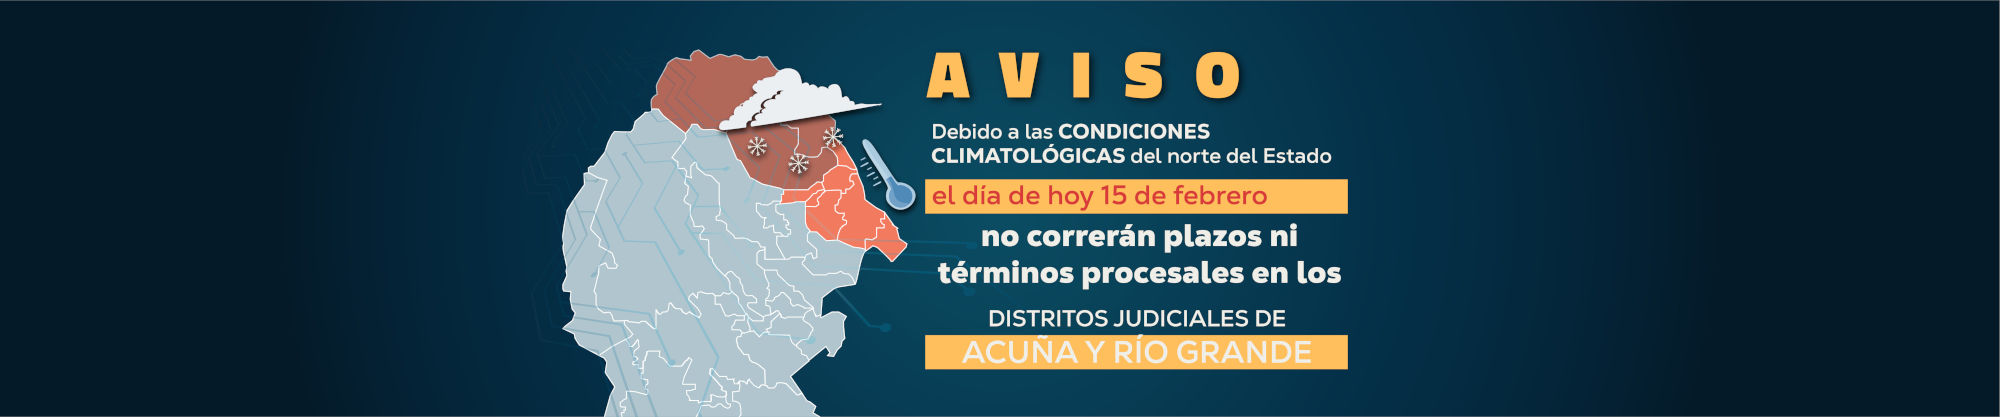 AVISO
Debido a las CONDICIONES
CLIMATOLÓGICAS del norte del Estado
el día de hoy 15 de febrero
no correrán plazos ni
términos procesales en los
DISTRITOS JUDICIALES DE
ACUÑA Y RÍO GRANDE